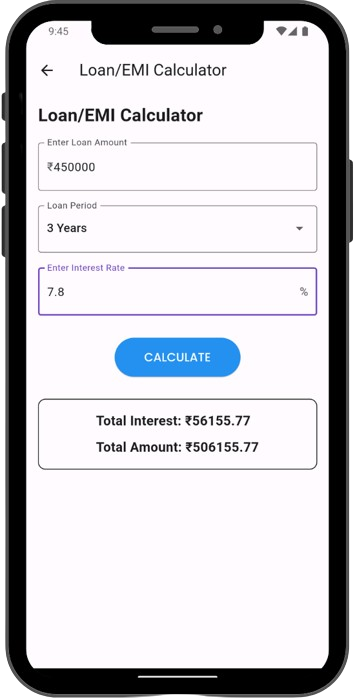 9:45
Loan/EMI Calculator
Loan/EMI Calculator
Enter Loan Amount
₹450000
Loan Period
3 Years
Enter Interest Rate
7.8 %
CALCULATE
Total Interest: ₹56155.77
Total Amount: ₹506155.77